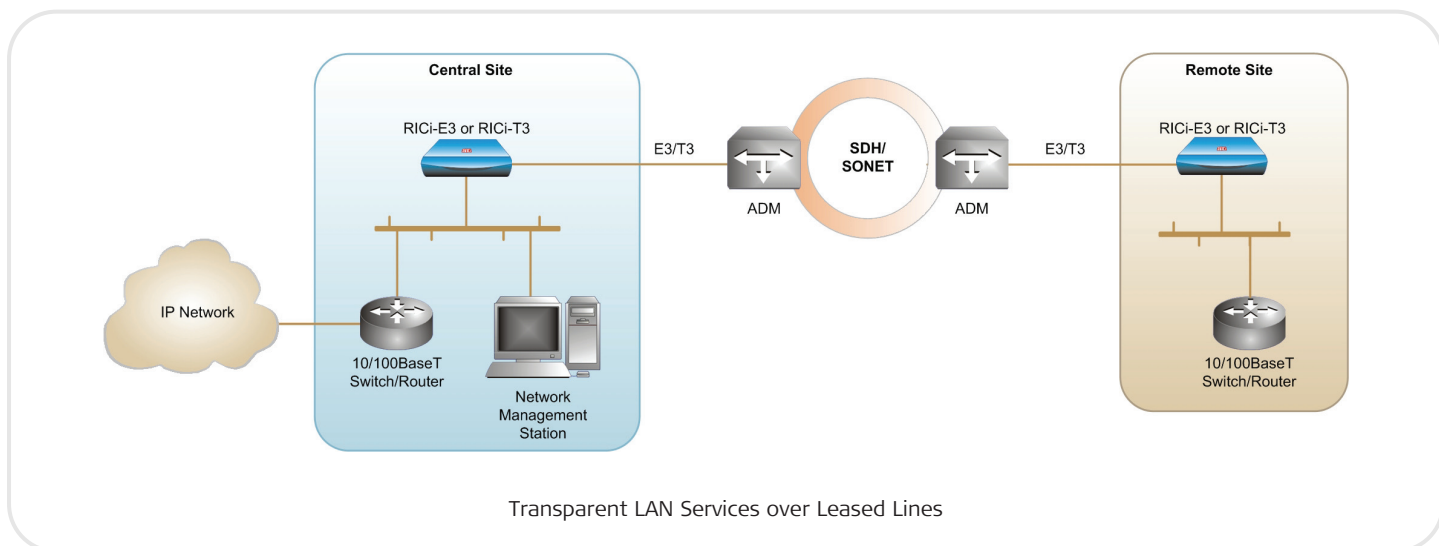 Central Site
RICi-E3 or RICi-T3
E3/T3
ADM
SDH/
SONET
ADM
E3/T3
Remote Site
RICi-E3 or RICi-T3
IP Network
10/100BaseT
Switch/Router
Network
Management
Station
10/100BaseT
Switch/Router
Transparent LAN Services over Leased Lines